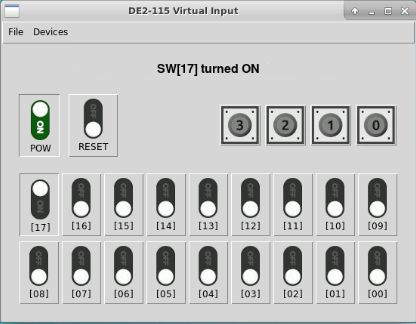 DE2-115 Virtual Input
File Devices
SW[17] turned ON
ON OFF 3 2 1 0
POW RESET
ON OFF OFF OFF OFF OFF OFF OFF OFF
[17] [16] [15] [14] [13] [12] [11] [10] [09]
OFF OFF OFF OFF OFF OFF OFF OFF OFF
[08] [07] [06] [05] [04] [03] [02] [01] [00]